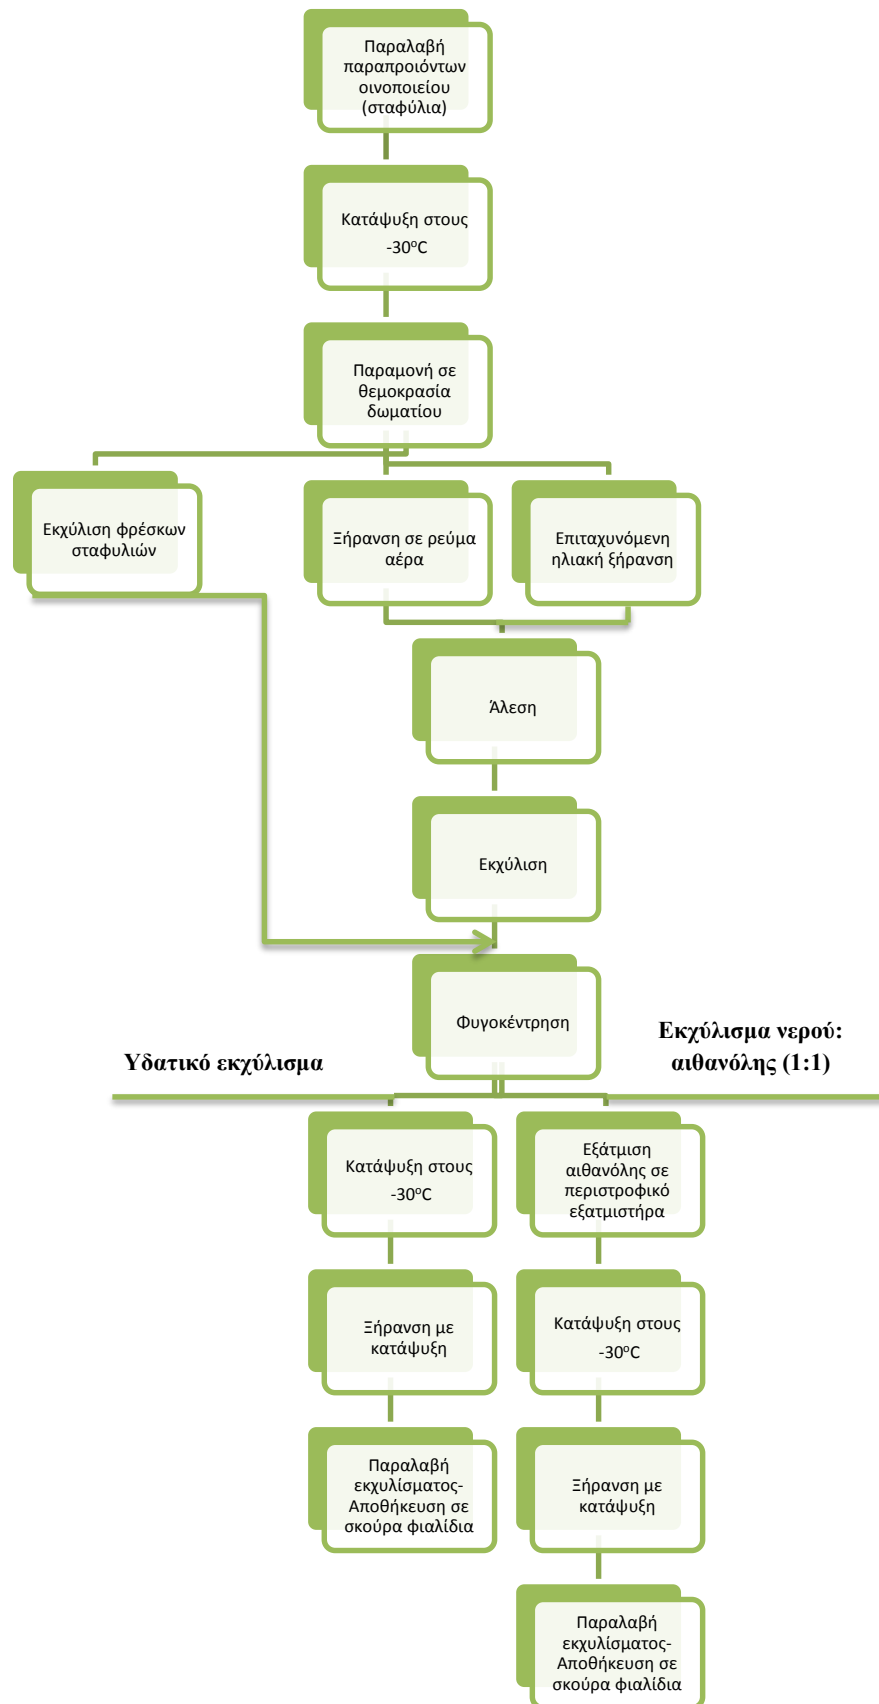 Παραλαβή
παραπροιόντων
οινοποιείου
(σταφύλια)
Κατάψυξη στους
-30°C
Παραμονή σε
θεμοκρασία
δωματίου
Εκχύλιση φρέσκων
σταφυλιών
Ξήρανση σε ρεύμα
αέρα
Επιταχυνόμενη
ηλιακή ξήρανση
Άλεση
Εκχύλιση
Φυγοκέντρηση
Υδατικό εκχύλισμα
Εκχύλισμα νερού:
αιθανόλης (1:1)
Κατάψυξη στους
-30°C
Εξάτμιση
αιθανόλης σε
περιστροφικό
εξατμιστήρα
Ξήρανση με
κατάψυξη
Κατάψυξη στους
-30°C
Παραλαβή
εκχυλίσματος-
Αποθήκευση σε
σκούρα φιαλίδια
Ξήρανση με
κατάψυξη
Παραλαβή
εκχυλίσματος-
Αποθήκευση σε
σκούρα φιαλίδια